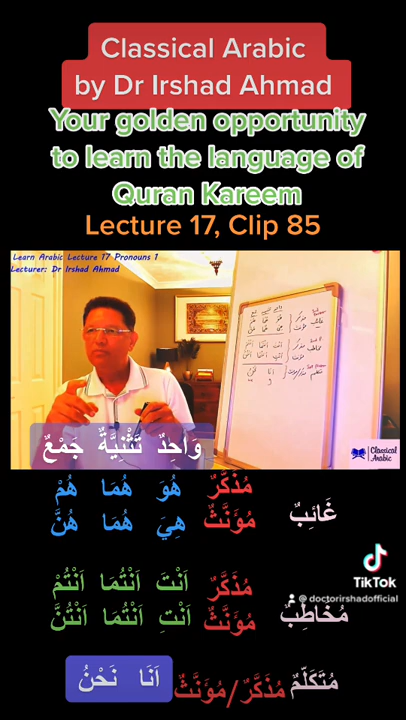 Classical Arabic
by Dr Irshad Ahmad
Your golden opportunity
to learn the language of
Quran Kareem
Lecture 17, Clip 85
Learn Arabic Lecture 17 Pronouns 1
Lecturer: Dr Irshad Ahmad
وَاحِدٌ تَثْنِيَّةٌ جَمْعٌ
Classical
Arabic
غَائِبٌ
مُذَكَّرٌ هُوَ هُمَا هُمْ
مُؤَنَّثٌ هِيَ هُمَا هُنَّ
TikTok
@doctorirshadofficial
مُخَاطِبٌ
مُذَكَّرٌ اَنْتَ اَنْتُمَا اَنْتُمْ
مُؤَنَّثٌ اَنْتِ اَنْتُمَا اَنْتُنَّ
مُتَكَلّمٌ مُذَكَّرٌ/مُؤَنَّثٌ اَنَا نَحْنُ